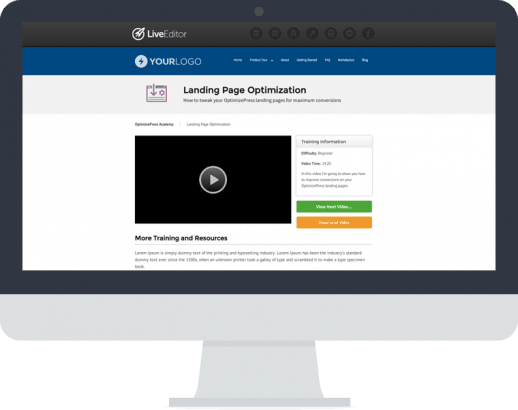 LiveEditor
YOURLOGO
Home Product Tour About Getting Started FAQ Marketplace Blog
Landing Page Optimization
How to tweak your OptimizePress landing pages for maximum conversions
OptimizePress Academy Landing Page Optimization
Training Information
Difficulty: Beginner
Video Time: 14:20
In this video I'm going to show you how
to improve conversions on your
OptimizePress landing pages.
View Next Video...
Download Video
More Training and Resources
Lorem Ipsum is simply dummy text of the printing and typesetting industry. Lorem Ipsum has been the industry's standard
dummy text ever since the 1500s, when an unknown printer took a galley of type and scrambled it to make a type specimen
book.